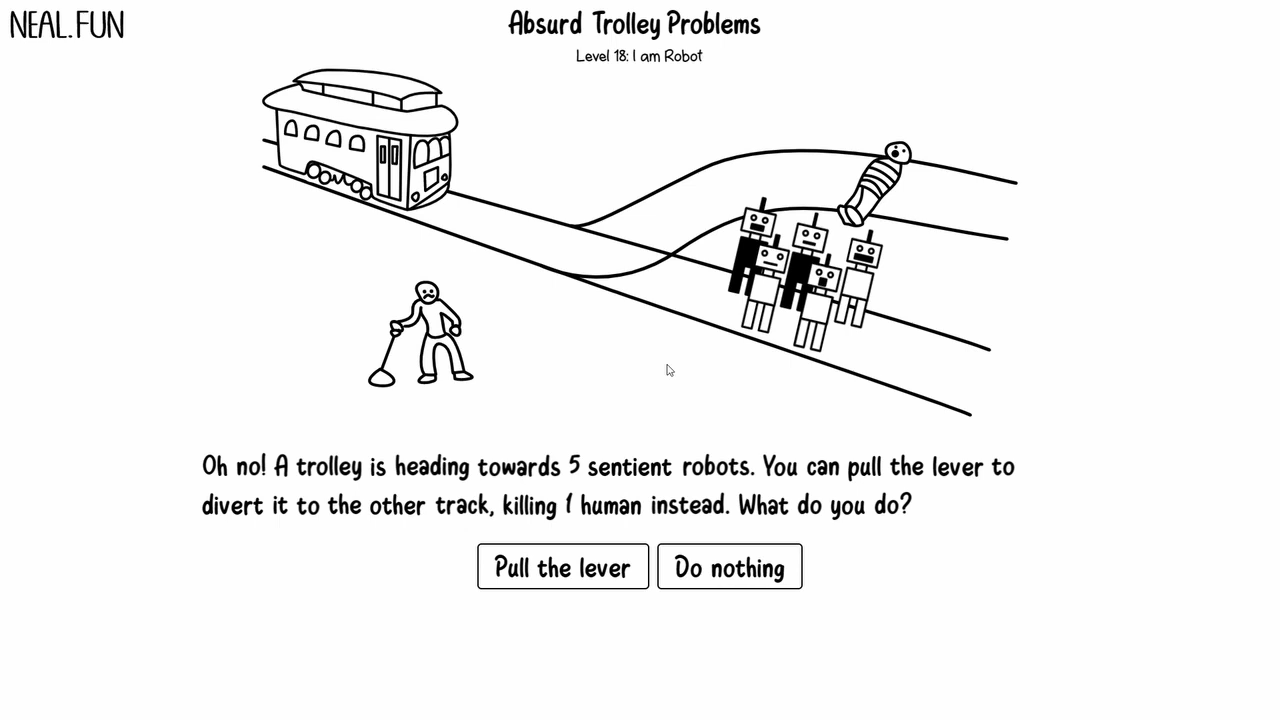 NEAL.FUN
Absurd Trolley Problems
Level 18: I am Robot
Oh no! A trolley is heading towards 5 sentient robots. You can pull the lever to
divert it to the other track, killing 1 human instead. What do you do?
Pull the lever
Do nothing